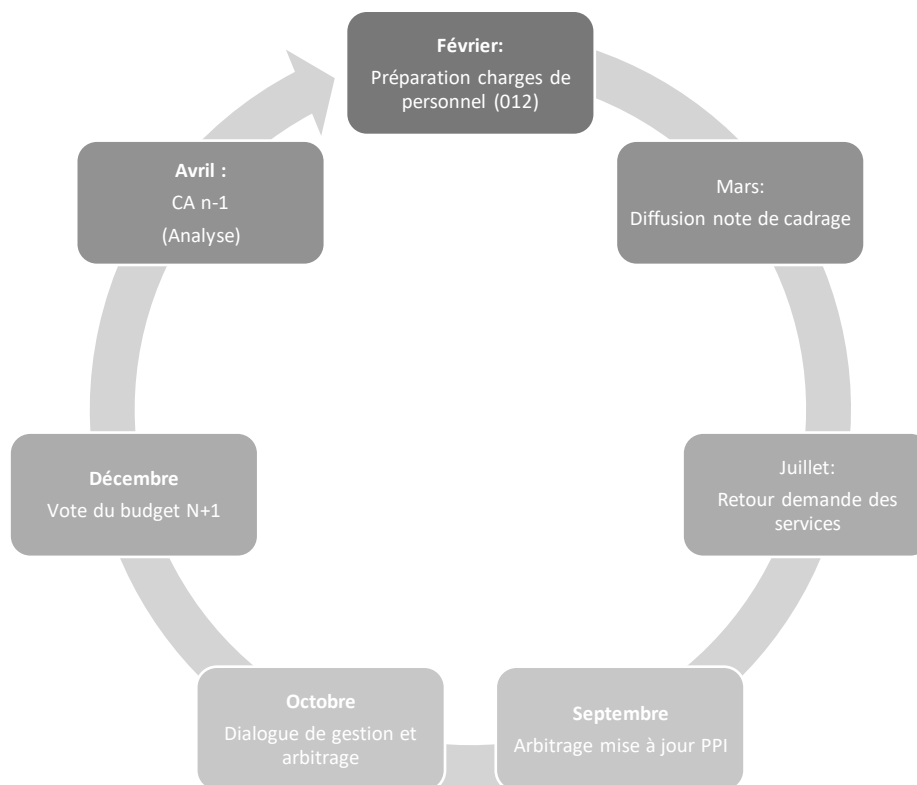 Février:
Préparation charges de
personnel (012)
Mars:
Diffusion note de cadrage
Juillet:
Retour demande des
services
Septembre
Arbitrage mise à jour PPI
Octobre
Dialogue de gestion et
arbitrage
Décembre
Vote du budget N+1
Avril :
CA n-1
(Analyse)